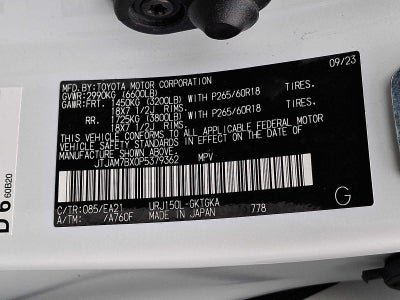 MFD.BY:TOYOTA MOTOR CORPORATION 09/23
GVWR:2990KG (6600LB)
GAWR:FRT. 1450KG (3200LB) WITH P265/60R18 TIRES.
18X7 1/2J RIMS.
RR. 1725KG (3800LB) WITH P265/60R18 TIRES.
18X7 1/2J RIMS.
THIS VEHICLE CONFORMS TO ALL APPLICABLE FEDERAL MOTOR
VEHICLE SAFETY STANDARDS IN EFFECT ON THE DATE OF
MANUFACTURE SHOWN ABOVE.
JTJAM7BX0P5379362 MPV
C/TR:085/EA21 URJ150L-GKTGKA G
A/TM: /A760F MADE IN JAPAN 778
D6
60B20